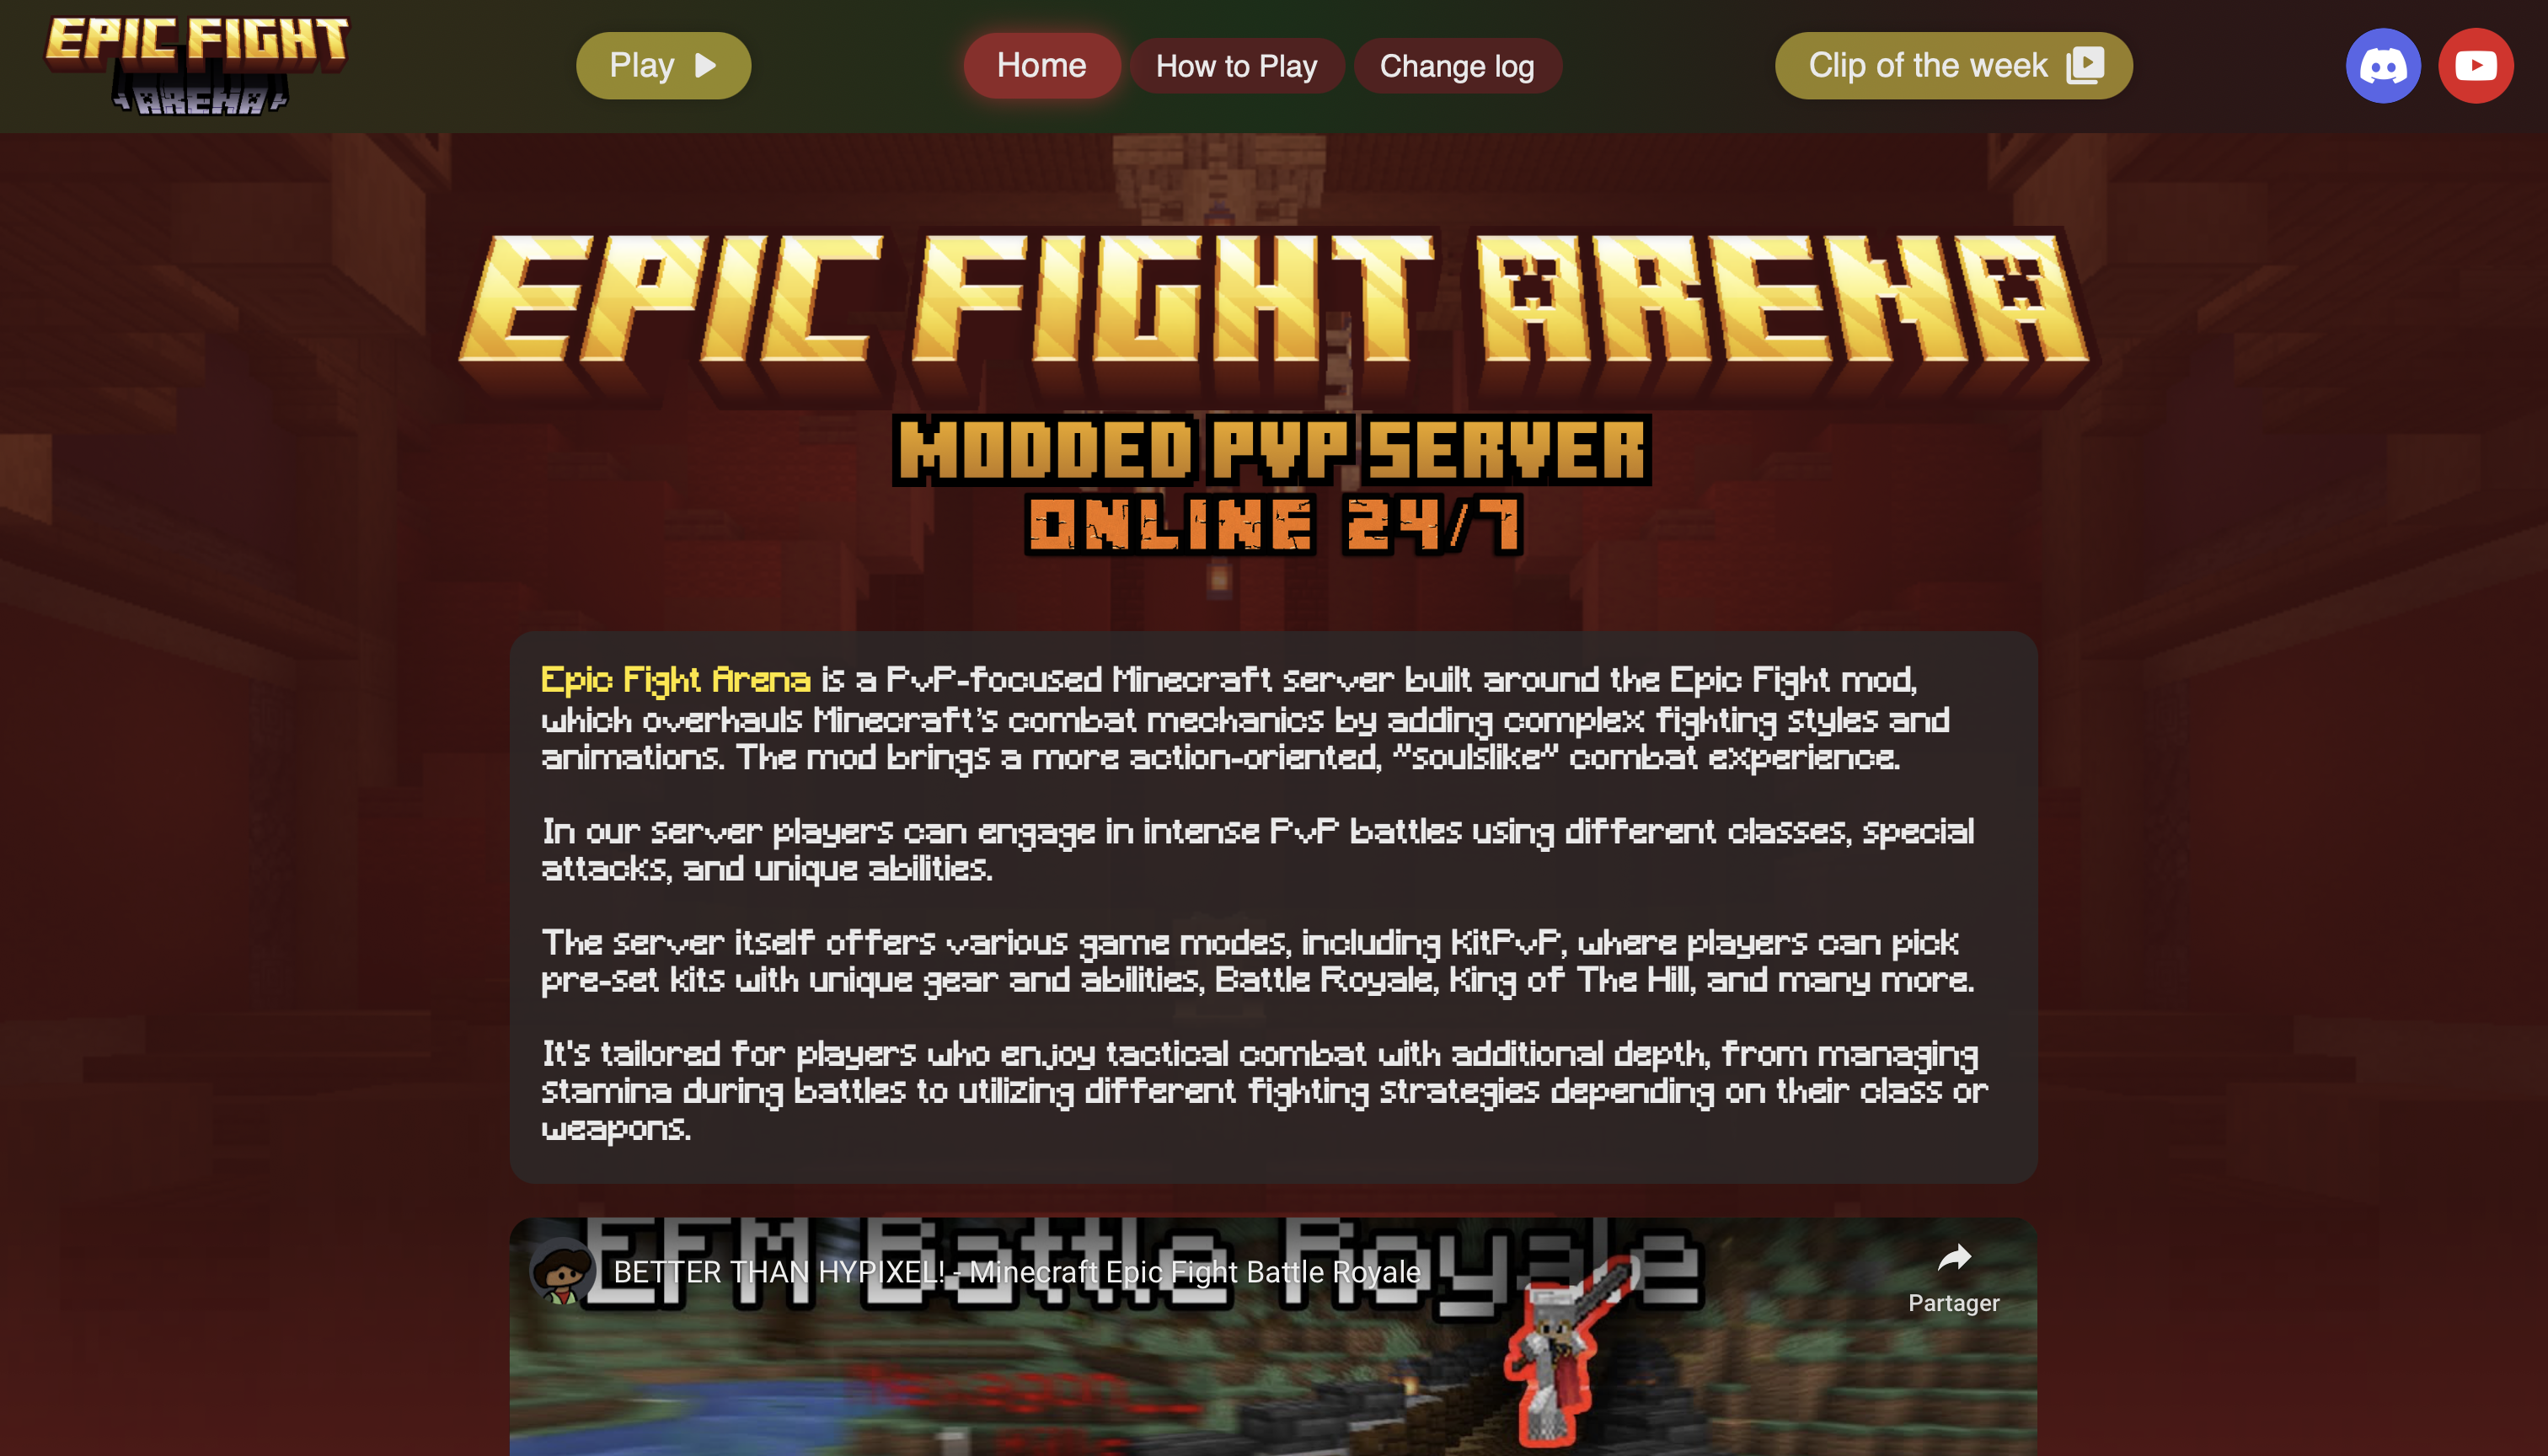 EPIC FIGHT
ARENA
Play
Home
How to Play
Change log
Clip of the week
EPIC FIGHT ARENA
MODDED PVP SERVER
ONLINE 24/7
Epic Fight Arena is a PvP-focused Minecraft server built around the Epic Fight mod,
which overhauls Minecraft's combat mechanics by adding complex fighting styles and
animations. The mod brings a more action-oriented, "soulslike" combat experience.
In our server players can engage in intense PvP battles using different classes, special
attacks, and unique abilities.
The server itself offers various game modes, including KitPvP, where players can pick
pre-set kits with unique gear and abilities, Battle Royale, King of The Hill, and many more.
It's tailored for players who enjoy tactical combat with additional depth, from managing
stamina during battles to utilizing different fighting strategies depending on their class or
weapons.
EFM Battle Royale
BETTER THAN HYPIXEL! - Minecraft Epic Fight Battle Royale
Partager